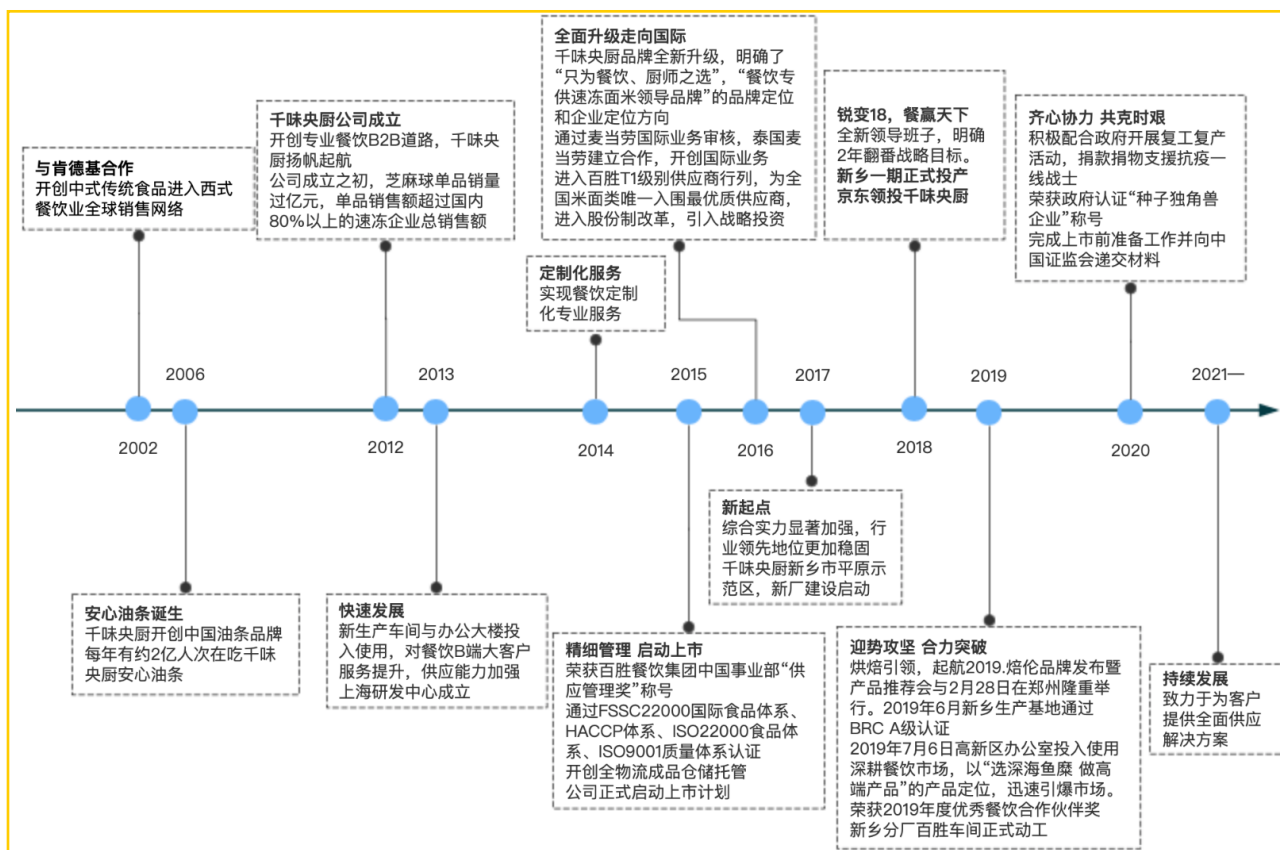 与肯德基合作
开创中式传统食品进入西式
餐饮业全球销售网络
千味央厨公司成立
开创专业餐饮B2B道路，千味央
厨扬帆起航
公司成立之初，芝麻球单品销量
过亿元，单品销售额超过国内
80%以上的速冻企业总销售额
全面升级走向国际
千味央厨品牌全新升级，明确了
“只为餐饮、厨师之选”，“餐饮专
供速冻面米领导品牌”的品牌定位
和企业定位方向
通过麦当劳国际业务审核，泰国麦
当劳建立合作，开创国际业务
进入百胜T1级别供应商行列，为全
国米面类唯一入围最优质供应商，
进入股份制改革，引入战略投资
定制化服务
实现餐饮定制
化专业服务
锐变18，餐赢天下
全新领导班子，明确
2年翻番战略目标。
新乡一期正式投产
京东领投千味央厨
齐心协力 共克时艰
积极配合政府开展复工复产
活动，捐款捐物支援抗疫一
线战士
荣获政府认证“种子独角兽
企业”称号
完成上市前准备工作并向中
国证监会递交材料
2006
2013
2015
2017
2019
2021—
2002
2012
2014
2016
2018
2020
安心油条诞生
千味央厨开创中国油条品牌
每年有约2亿人次在吃千味
央厨安心油条
快速发展
新生产车间与办公大楼投
入使用，对餐饮B端大客户
服务提升，供应能力加强
上海研发中心成立
精细管理 启动上市
荣获百胜餐饮集团中国事业部“供
应管理奖”称号
通过FSSC22000国际食品体系、
HACCP体系、ISO22000食品体
系、ISO9001质量体系认证
开创全物流成品仓储托管
公司正式启动上市计划
新起点
综合实力显著加强，行
业领先地位更加稳固
千味央厨新乡市平原示
范区，新厂建设启动
迎势攻坚 合力突破
烘焙引领，起航2019.焙伦品牌发布暨
产品推荐会与2月28日在郑州隆重举
行。2019年6月新乡生产基地通过
BRC A级认证
2019年7月6日高新区办公室投入使用
深耕餐饮市场，以“选深海鱼糜 做高
端产品”的产品定位，迅速引爆市场。
荣获2019年度优秀餐饮合作伙伴奖
新乡分厂百胜车间正式动工
持续发展
致力于为客户
提供全面供应
解决方案